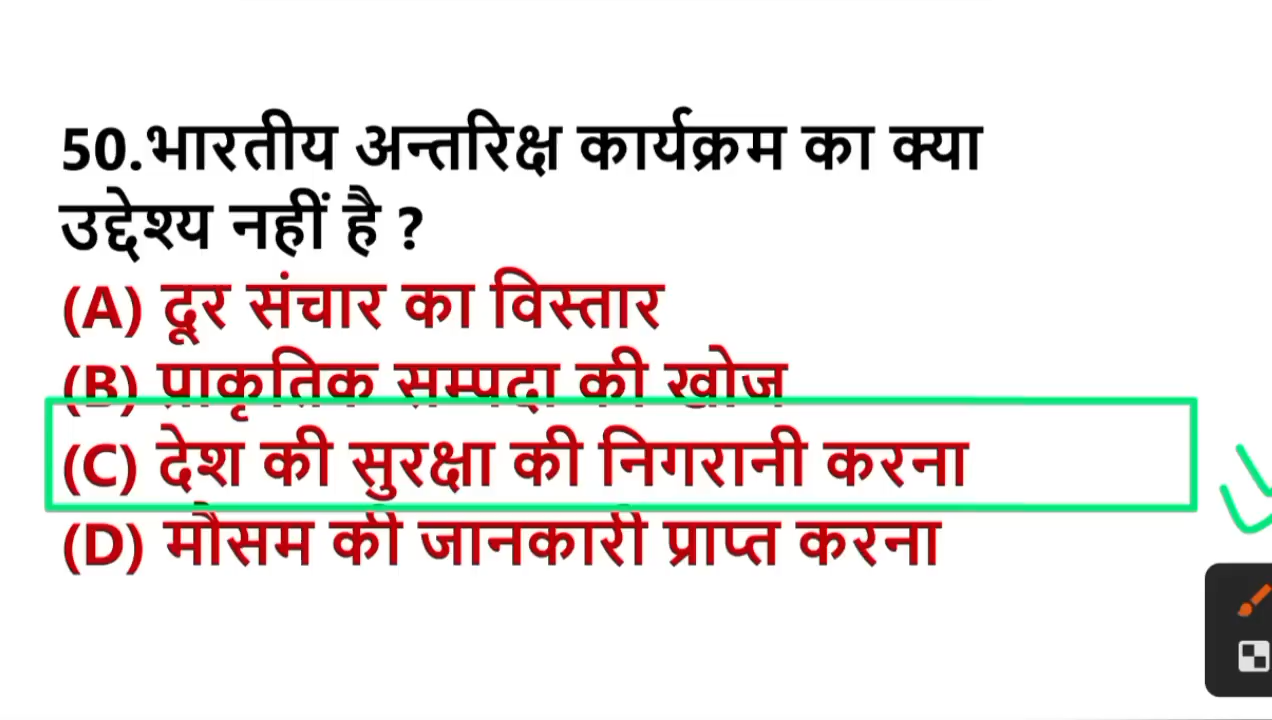 50.भारतीय अन्तरिक्ष कार्यक्रम का क्या
उद्देश्य नहीं है ?
(A) दूर संचार का विस्तार
(B) प्राकृतिक सम्पदा की खोज
(C) देश की सुरक्षा की निगरानी करना
(D) मौसम की जानकारी प्राप्त करना